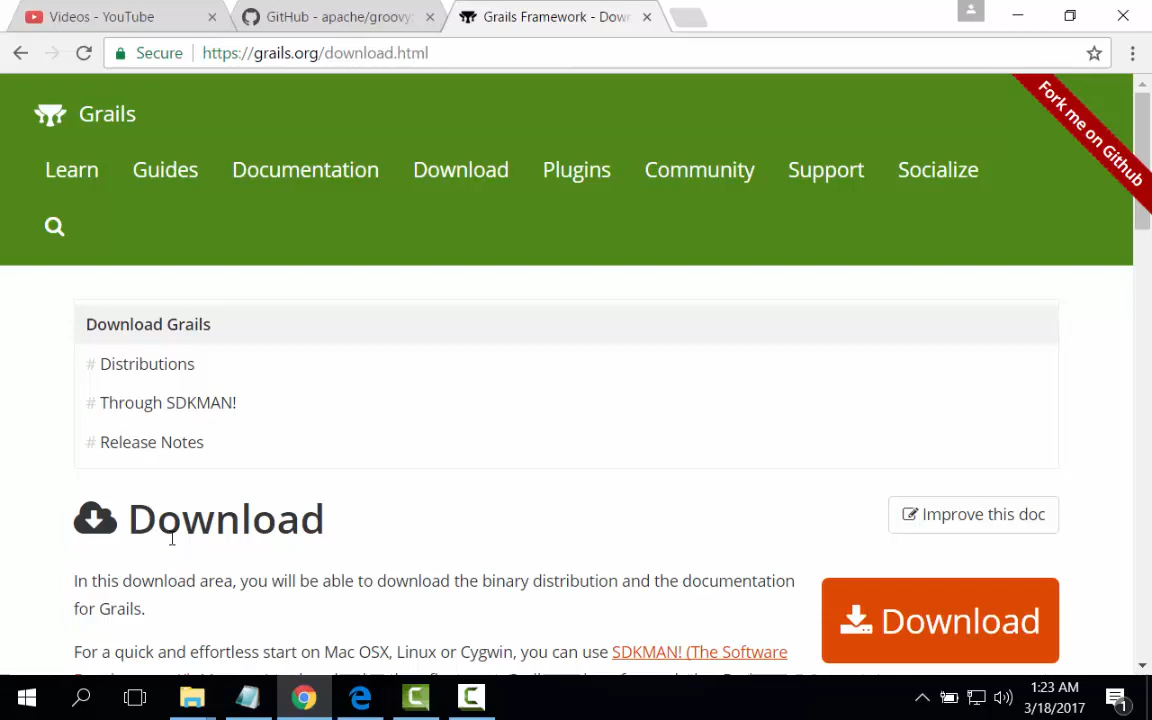 Videos - YouTube
GitHub - apache/groovy:
Grails Framework - Down
Secure
https://grails.org/download.html
Grails
Fork me on Github
Learn
Guides
Documentation
Download
Plugins
Community
Support
Socialize
Download Grails
# Distributions
# Through SDKMAN!
# Release Notes
Download
Improve this doc
In this download area, you will be able to download the binary distribution and the documentation
for Grails.
Download
For a quick and effortless start on Mac OSX, Linux or Cygwin, you can use SDKMAN! (The Software
1:23 AM
3/18/2017
1